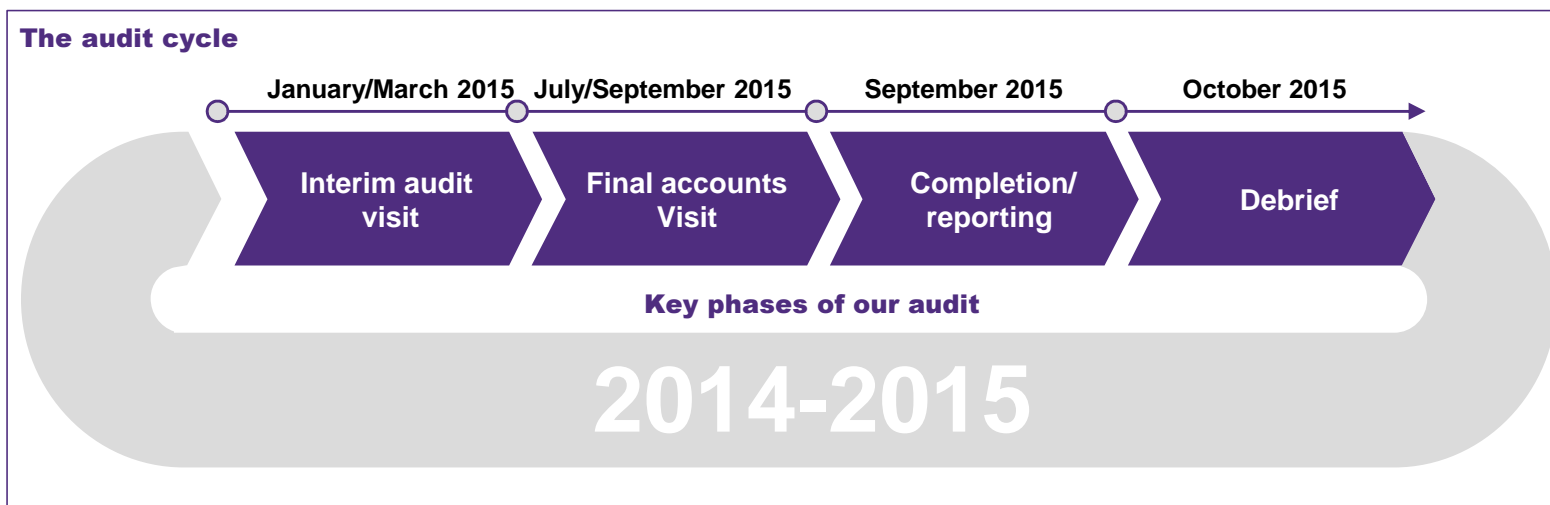 The audit cycle
January/March 2015 July/September 2015 September 2015 October 2015
Interim audit
visit
Final accounts
Visit
Completion/
reporting
Debrief
Key phases of our audit
2014-2015